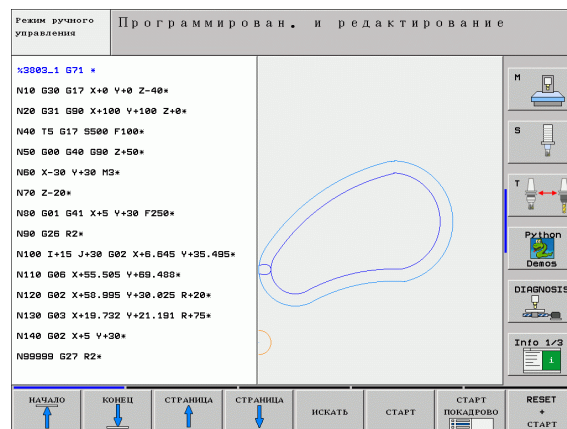 Режим ручного
управления
Программирован. и редактирование
%3803_1 G71 *
N10 G30 G17 X+0 Y+0 Z-40*
N20 G31 G90 X+100 Y+100 Z+0*
N40 T5 G17 S500 F100*
N50 G00 G40 G90 Z+50*
N60 X-30 Y+30 M3*
N70 Z-20*
N80 G01 G41 X+5 Y+30 F250*
N90 G26 R2*
N100 I+15 J+30 G02 X+6.645 Y+35.495*
N110 G06 X+55.505 Y+69.488*
N120 G02 X+58.995 Y+30.025 R+20*
N130 G03 X+19.732 Y+21.191 R+75*
N140 G02 X+5 Y+30*
N99999 G27 R2*
M
S
T
Python
Demos
DIAGNOSIS
Info 1/3
НАЧАЛО
КОНЕЦ
СТРАНИЦА
СТРАНИЦА
ИСКАТЬ
СТАРТ
СТАРТ
ПОКАДРОВО
RESET
+
СТАРТ